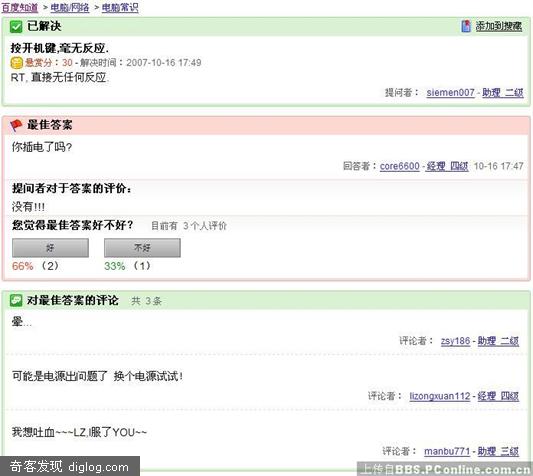 百度知道 > 电脑/网络 > 电脑常识
已解决 添加到搜藏
按开机键,毫无反应.
悬赏分：30 - 解决时间：2007-10-16 17:49
RT, 直接无任何反应.
提问者： siemen007 - 助理 二级
最佳答案
你插电了吗?
回答者：core6600 - 经理 四级 10-16 17:47
提问者对于答案的评价：
没有!!!
您觉得最佳答案好不好? 目前有 3 个人评价
好 不好
66% （2） 33% （1）
对最佳答案的评论 共 3 条
晕...
评论者： zsy186 - 助理 二级
可能是电源出问题了 换个电源试试!
评论者： lizongxuan112 - 经理 四级
我想吐血~~~LZ,I服了YOU~~
评论者： manbu771 - 助理 三级
奇客发现 diglog.com
上传自BBS.PConline.com.cn